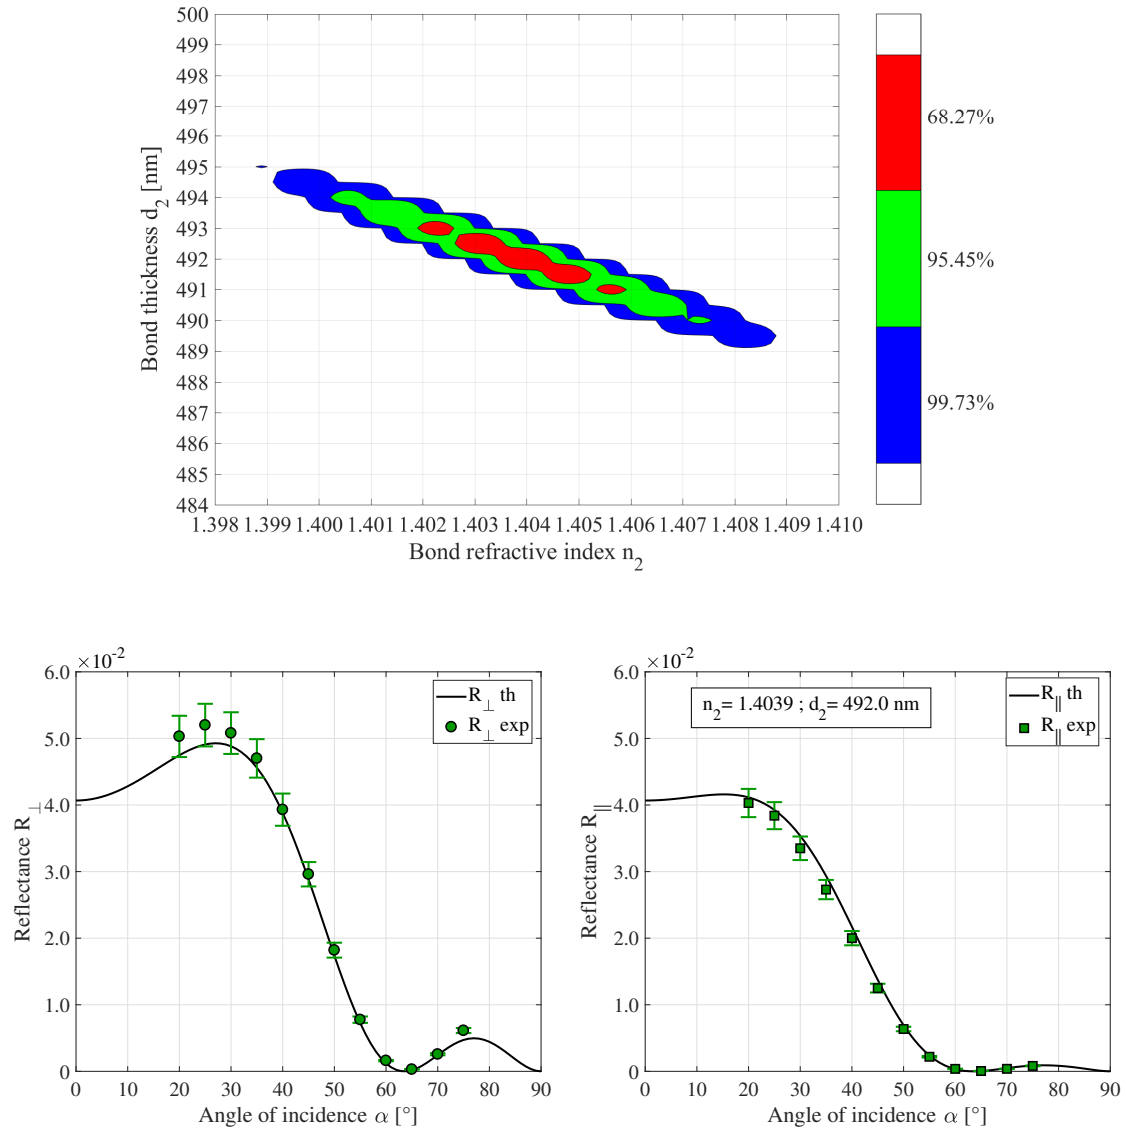 500
499
498
497
496
495
494
493
492
491
490
489
488
487
486
485
484
Bond thickness d₂ [nm]
1.398 1.399 1.400 1.401 1.402 1.403 1.404 1.405 1.406 1.407 1.408 1.409 1.410
Bond refractive index n₂
68.27%
95.45%
99.73%
×10⁻²
6.0
5.0
4.0
3.0
2.0
1.0
0
Reflectance R⊥
R⊥ th
R⊥ exp
0 10 20 30 40 50 60 70 80 90
Angle of incidence α [°]
×10⁻²
6.0
5.0
4.0
3.0
2.0
1.0
0
Reflectance R∥
n₂= 1.4039 ; d₂= 492.0 nm
R∥ th
R∥ exp
0 10 20 30 40 50 60 70 80 90
Angle of incidence α [°]